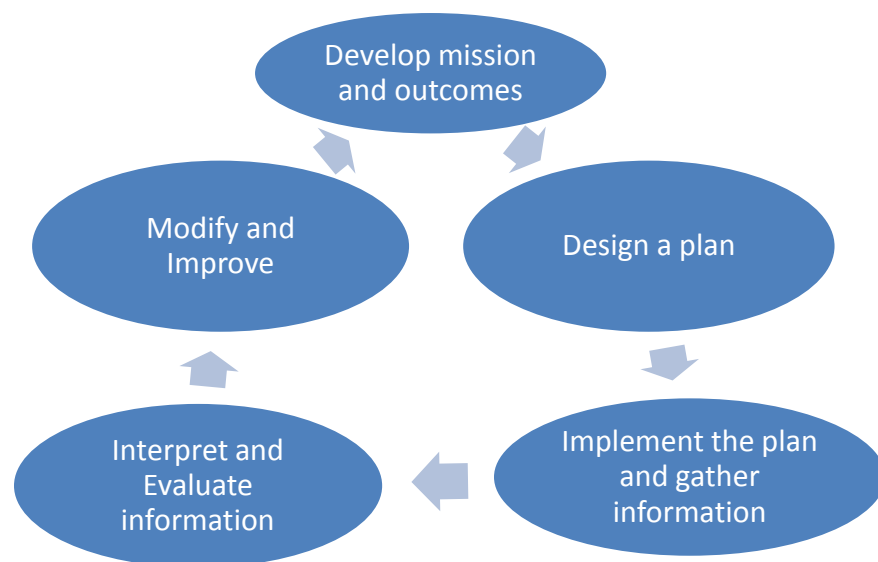 Develop mission
and outcomes
Design a plan
Implement the plan
and gather
information
Interpret and
Evaluate
information
Modify and
Improve